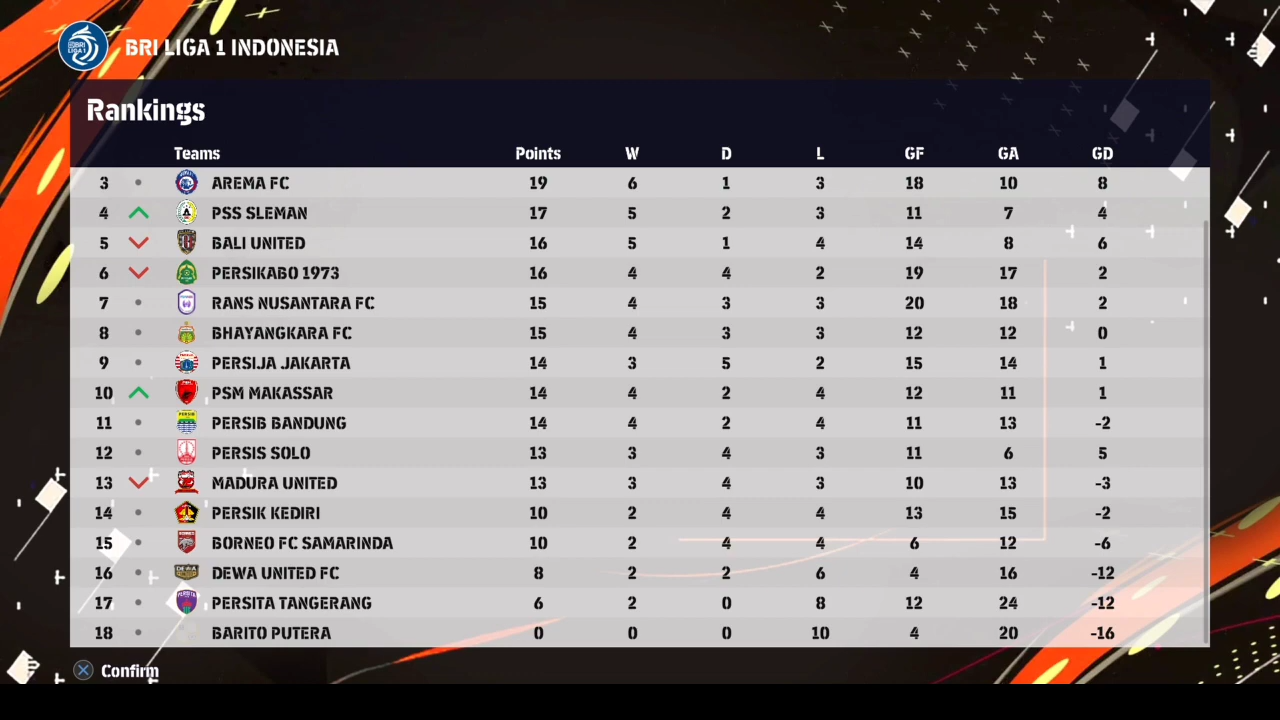 BRI LIGA 1 INDONESIA
Rankings
Teams Points W D L GF GA GD
3 AREMA FC 19 6 1 3 18 10 8
4 PSS SLEMAN 17 5 2 3 11 7 4
5 BALI UNITED 16 5 1 4 14 8 6
6 PERSIKABO 1973 16 4 4 2 19 17 2
7 RANS NUSANTARA FC 15 4 3 3 20 18 2
8 BHAYANGKARA FC 15 4 3 3 12 12 0
9 PERSIJA JAKARTA 14 3 5 2 15 14 1
10 PSM MAKASSAR 14 4 2 4 12 11 1
11 PERSIB BANDUNG 14 4 2 4 11 13 -2
12 PERSIS SOLO 13 3 4 3 11 6 5
13 MADURA UNITED 13 3 4 3 10 13 -3
14 PERSIK KEDIRI 10 2 4 4 13 15 -2
15 BORNEO FC SAMARINDA 10 2 4 4 6 12 -6
16 DEWA UNITED FC 8 2 2 6 4 16 -12
17 PERSITA TANGERANG 6 2 0 8 12 24 -12
18 BARITO PUTERA 0 0 0 10 4 20 -16
Confirm